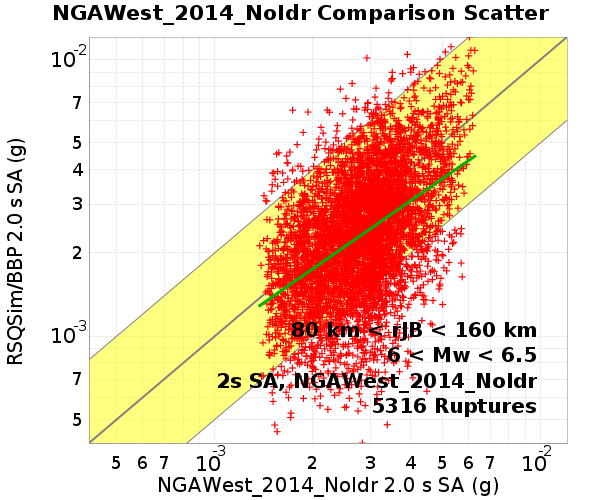 NGAWest_2014_NoIdr Comparison Scatter
RSQSim/BBP 2.0 s SA (g)
10⁻²
7
5
4
3
2
10⁻³
7
5
80 km < rJB < 160 km
6 < Mw < 6.5
2s SA, NGAWest_2014_NoIdr
5316 Ruptures
5 6 7 10⁻³ 2 3 4 5 6 7 10⁻²
NGAWest_2014_NoIdr 2.0 s SA (g)